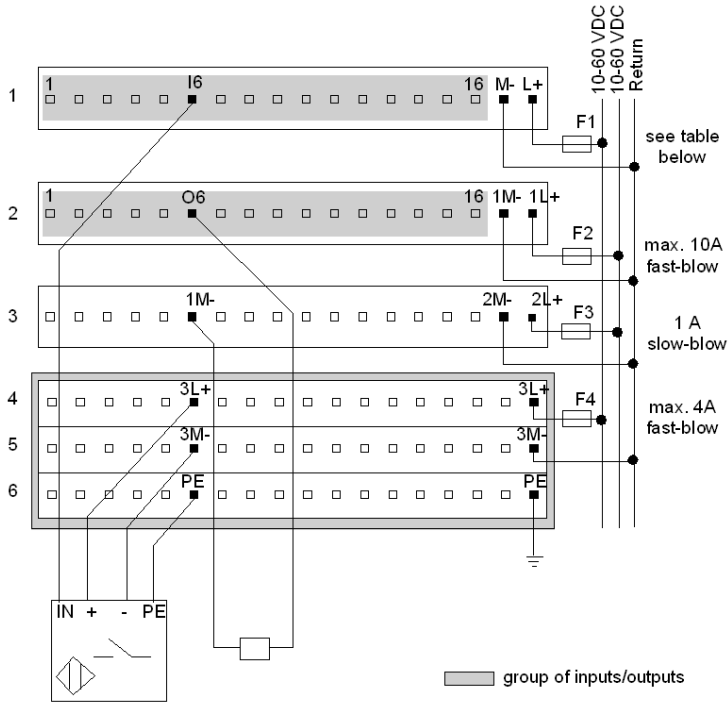 10-60 VDC
10-60 VDC
Return
1
1
I6
16
M-
L+
F1
see table
below
2
1
O6
16
1M-
1L+
F2
max. 10A
fast-blow
3
1M-
2M-
2L+
F3
1 A
slow-blow
4
3L+
3L+
F4
max. 4A
fast-blow
5
3M-
3M-
6
PE
PE
IN + - PE
group of inputs/outputs